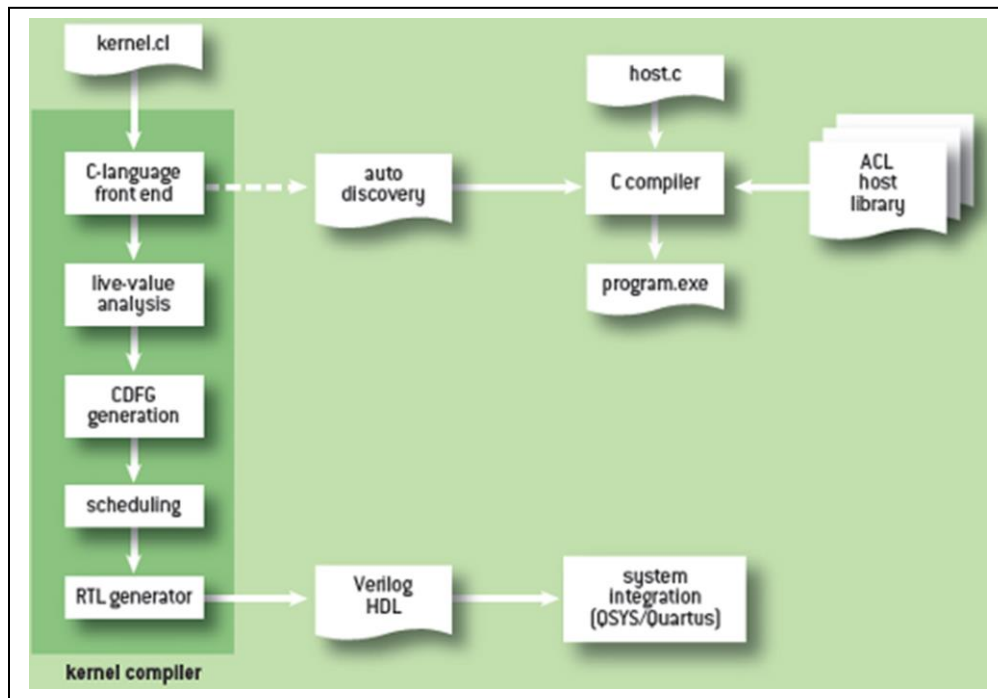 kernel.cl
host.c
C-language
front end
auto
discovery
C compiler
ACL
host
library
live-value
analysis
program.exe
CDFG
generation
scheduling
RTL generator
Verilog
HDL
system
integration
(QSYS/Quartus)
kernel compiler